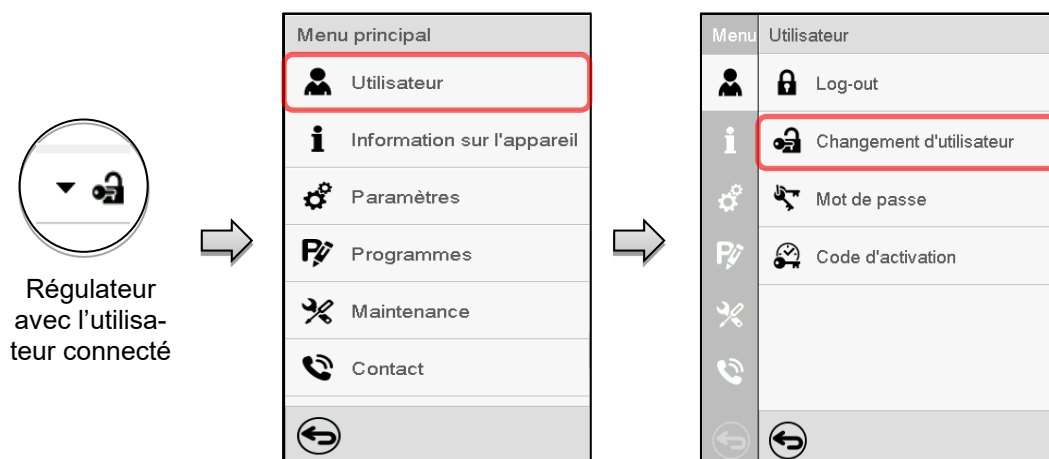 Régulateur
avec l’utilisa-
teur connecté
Menu principal
Utilisateur
Information sur l'appareil
Paramètres
Programmes
Maintenance
Contact
Menu
Utilisateur
Log-out
Changement d'utilisateur
Mot de passe
Code d'activation